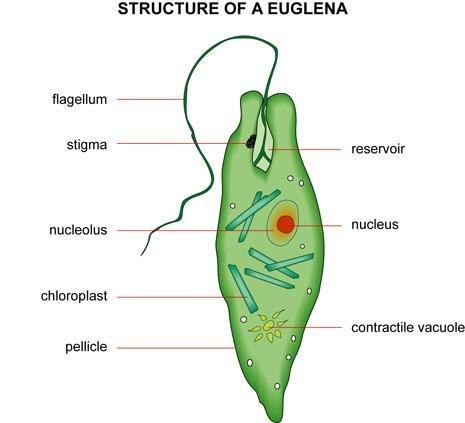 STRUCTURE OF A EUGLENA
flagellum
stigma
reservoir
nucleolus
nucleus
chloroplast
contractile vacuole
pellicle